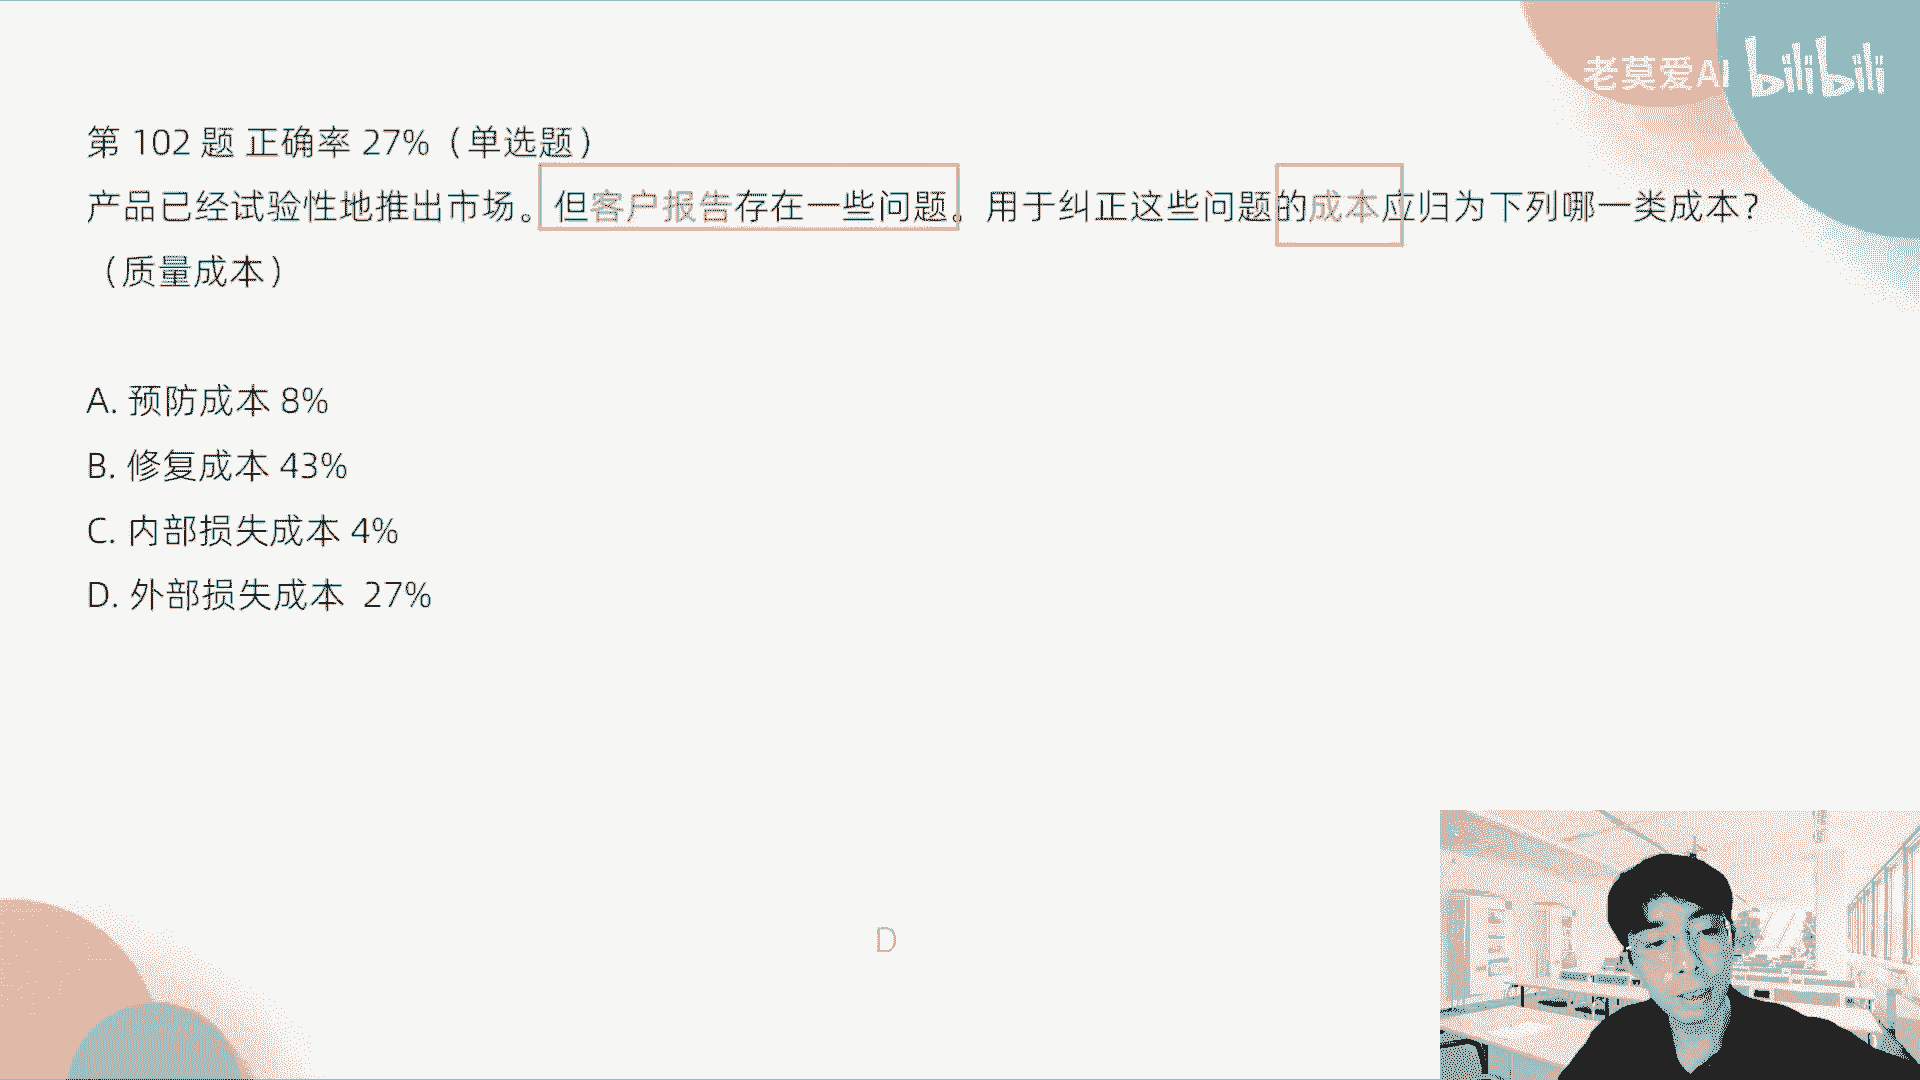 老莫爱AI bilibili
第 102 题 正确率 27%（单选题）
产品已经试验性地推出市场。但客户报告存在一些问题。用于纠正这些问题的成本应归为下列哪一类成本？
（质量成本）
A. 预防成本 8%
B. 修复成本 43%
C. 内部损失成本 4%
D. 外部损失成本 27%
D